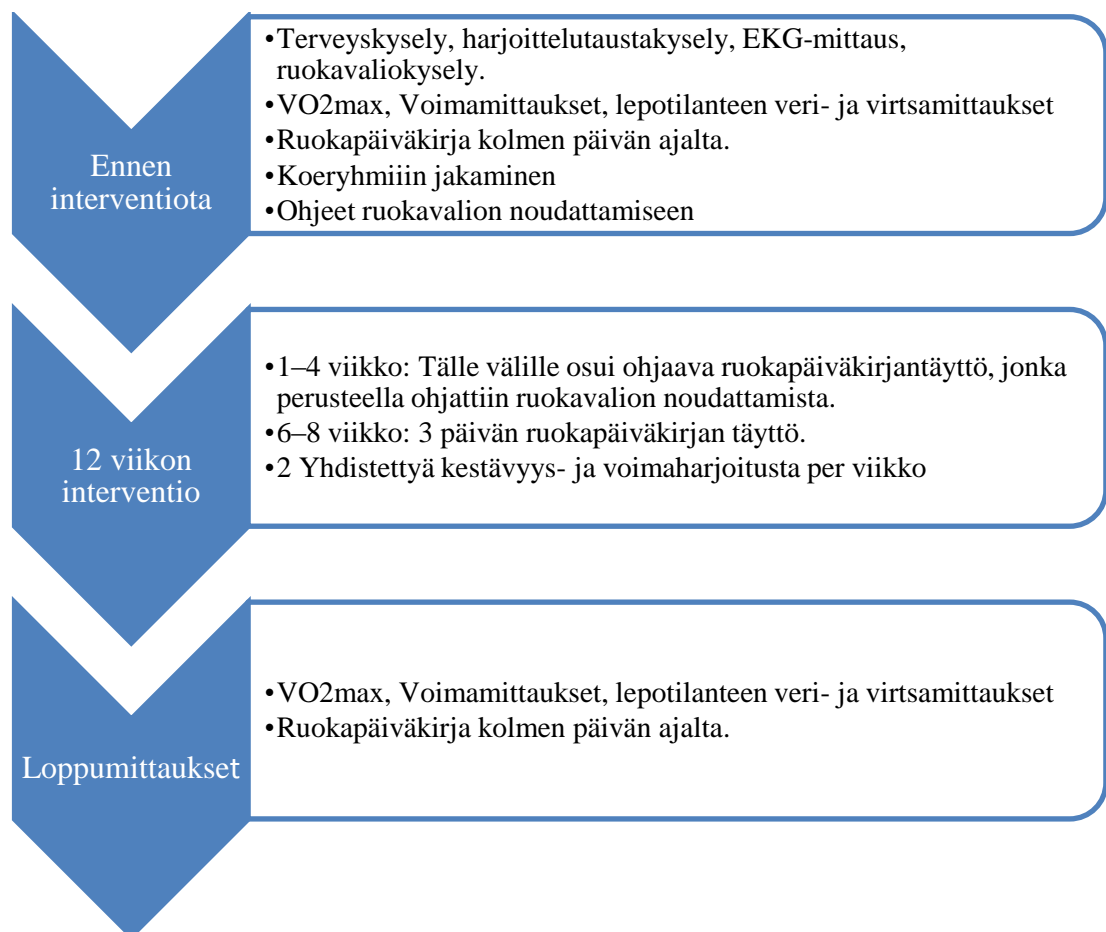 Ennen
interventiota
•Terveyskysely, harjoittelutaustakysely, EKG-mittaus,
ruokavaliokysely.
•VO2max, Voimamittaukset, lepotilanteen veri- ja virtsamittaukset
•Ruokapäiväkirja kolmen päivän ajalta.
•Koeryhmiiin jakaminen
•Ohjeet ruokavalion noudattamiseen
12 viikon
interventio
•1–4 viikko: Tälle välille osui ohjaava ruokapäiväkirjantäyttö, jonka
perusteella ohjattiin ruokavalion noudattamista.
•6–8 viikko: 3 päivän ruokapäiväkirjan täyttö.
•2 Yhdistettyä kestävyys- ja voimaharjoitusta per viikko
Loppumittaukset
•VO2max, Voimamittaukset, lepotilanteen veri- ja virtsamittaukset
•Ruokapäiväkirja kolmen päivän ajalta.